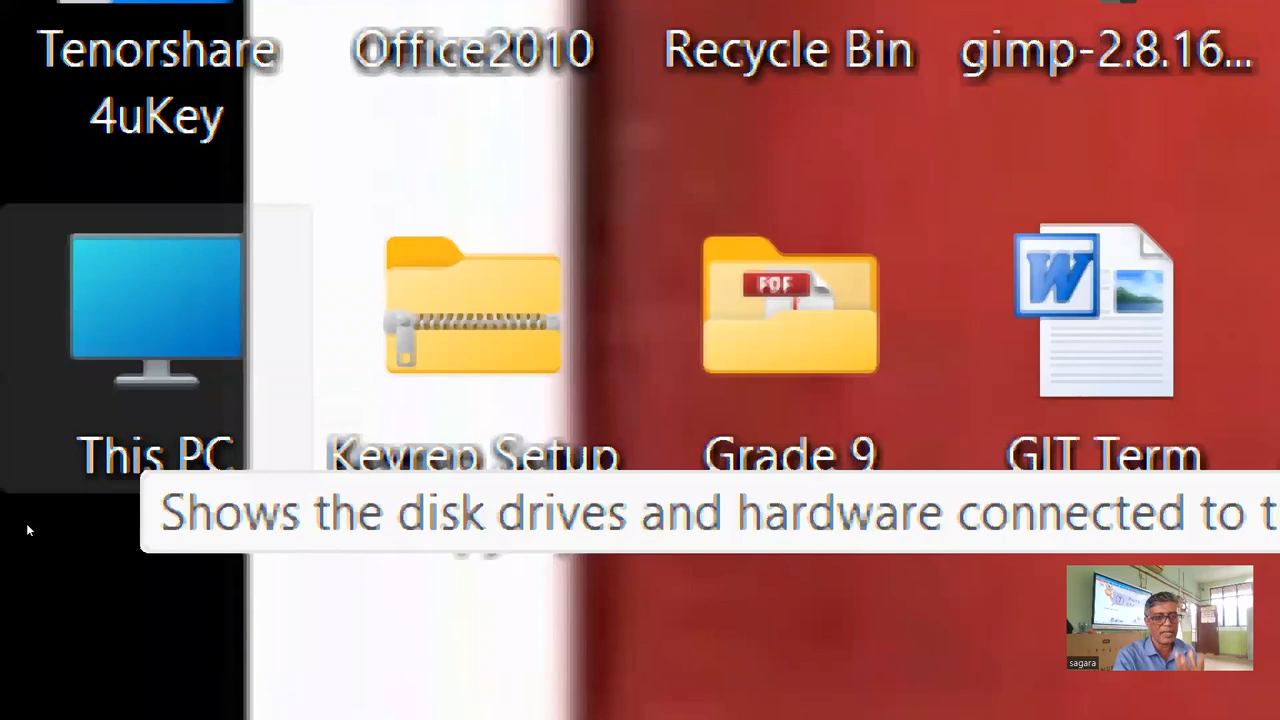 Tenorshare Office2010 Recycle Bin gimp-2.8.16...
4uKey
PDF
W
This PC Keyrep Setup Grade 9 GIT Term
Shows the disk drives and hardware connected to t
sagara